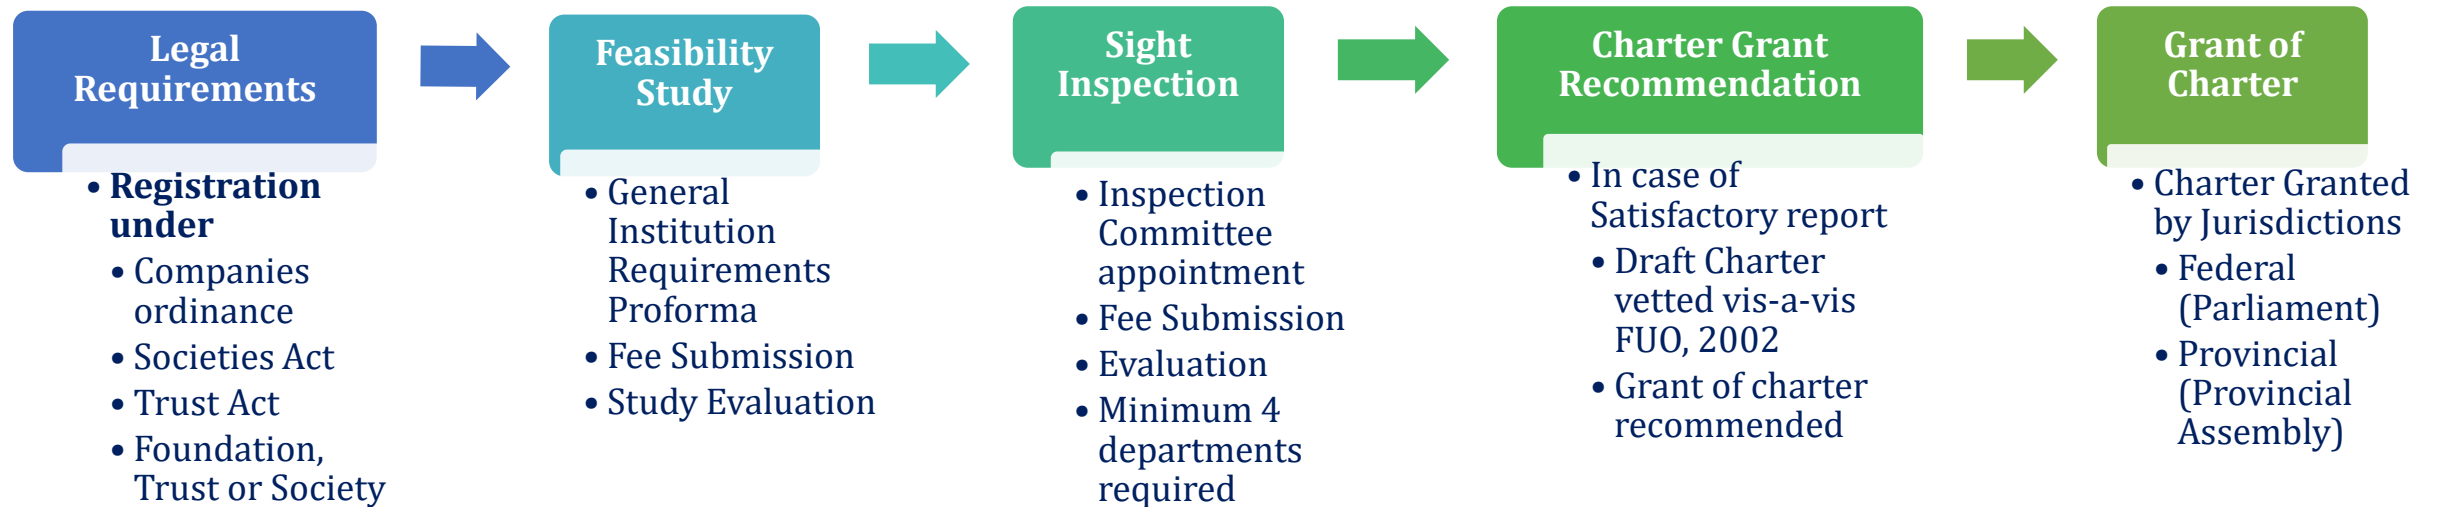 Legal
Requirements
• Registration
under
• Companies
ordinance
• Societies Act
• Trust Act
• Foundation,
Trust or Society
Feasibility
Study
• General
Institution
Requirements
Proforma
• Fee Submission
• Study Evaluation
Sight
Inspection
• Inspection
Committee
appointment
• Fee Submission
• Evaluation
• Minimum 4
departments
required
Charter Grant
Recommendation
• In case of
Satisfactory report
• Draft Charter
vetted vis-a-vis
FUO, 2002
• Grant of charter
recommended
Grant of
Charter
• Charter Granted
by Jurisdictions
• Federal
(Parliament)
• Provincial
(Provincial
Assembly)